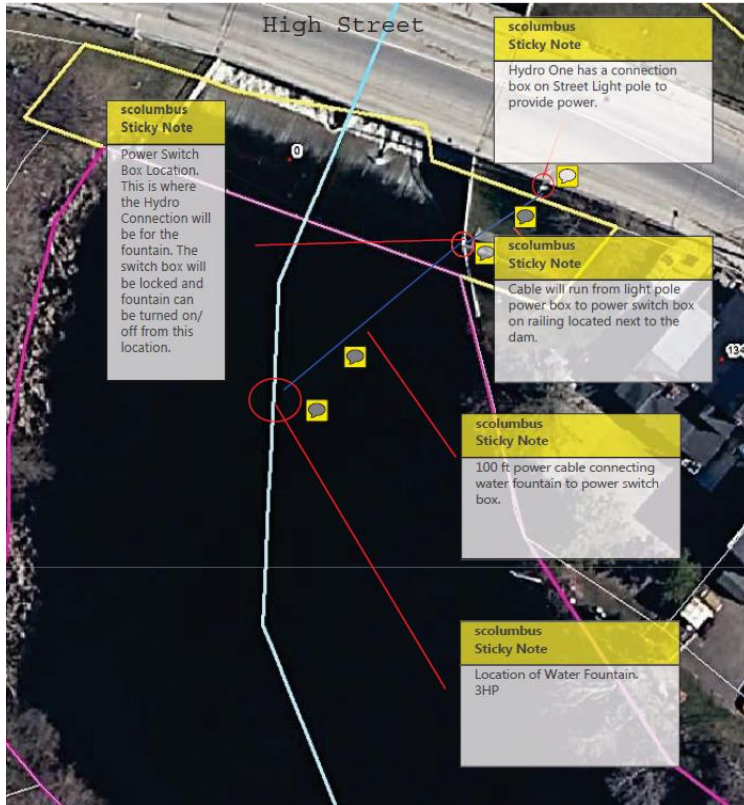 High Street
scolumbus
Sticky Note
Hydro One has a connection
box on Street Light pole to
provide power.
scolumbus
Sticky Note
Power Switch
Box Location.
This is where
the Hydro
Connection will
be for the
fountain. The
switch box will
be locked and
fountain can
be turned on/
off from this
location.
0
scolumbus
Sticky Note
Cable will run from light pole
power box to power switch box
on railing located next to the
dam.
134
scolumbus
Sticky Note
100 ft power cable connecting
water fountain to power switch
box.
scolumbus
Sticky Note
Location of Water Fountain.
3HP